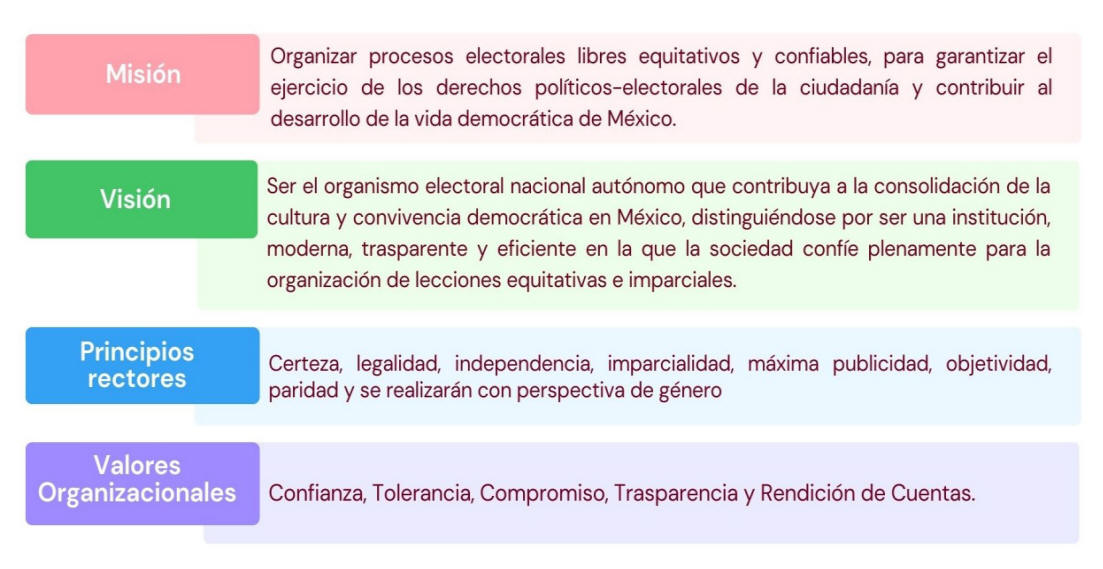 Misión
Organizar procesos electorales libres equitativos y confiables, para garantizar el
ejercicio de los derechos políticos-electorales de la ciudadanía y contribuir al
desarrollo de la vida democrática de México.
Visión
Ser el organismo electoral nacional autónomo que contribuya a la consolidación de la
cultura y convivencia democrática en México, distinguiéndose por ser una institución,
moderna, trasparente y eficiente en la que la sociedad confíe plenamente para la
organización de lecciones equitativas e imparciales.
Principios
rectores
Certeza, legalidad, independencia, imparcialidad, máxima publicidad, objetividad,
paridad y se realizarán con perspectiva de género
Valores
Organizacionales
Confianza, Tolerancia, Compromiso, Trasparencia y Rendición de Cuentas.